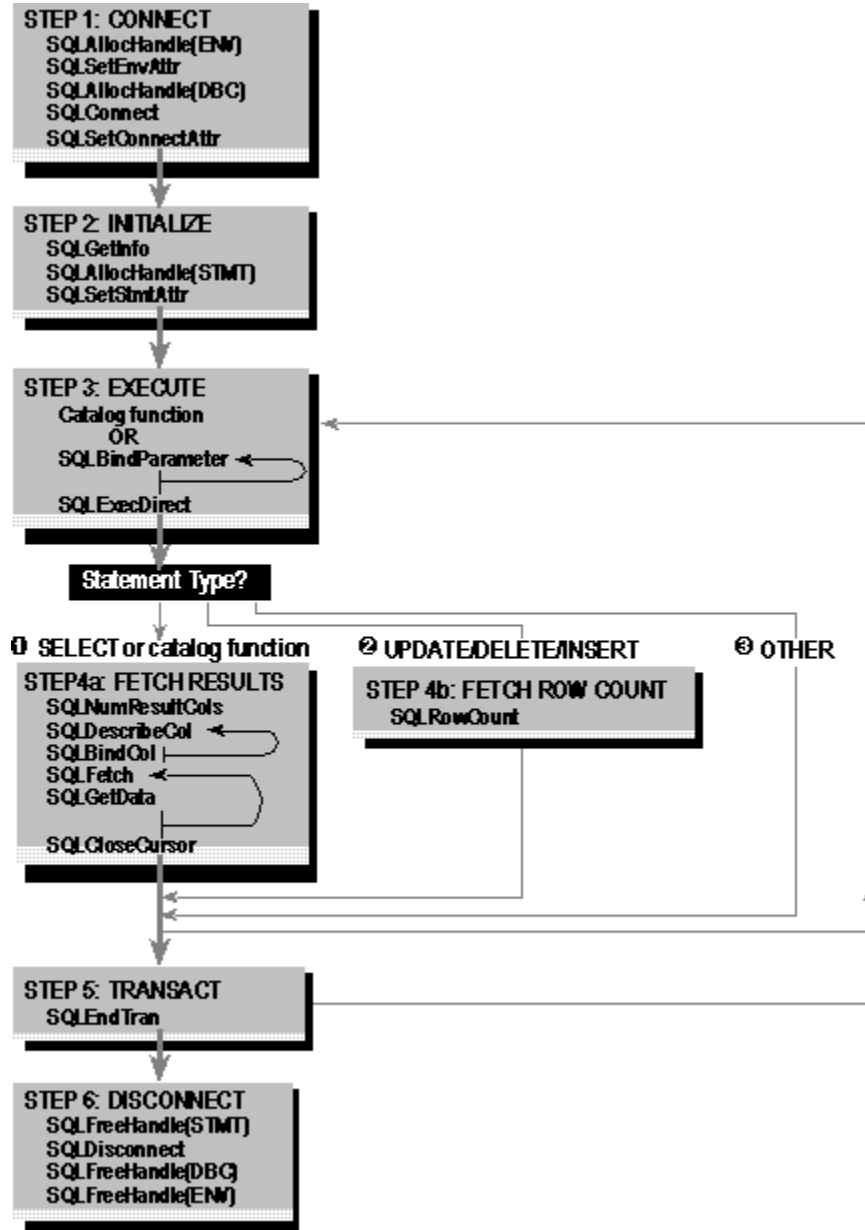 STEP 1: CONNECT
SQLAllocHandle(ENV)
SQLSetEnvAttr
SQLAllocHandle(DBC)
SQLConnect
SQLSetConnectAttr
STEP 2: INITIALIZE
SQLGetInfo
SQLAllocHandle(STMT)
SQLSetStmtAttr
STEP 3: EXECUTE
Catalog function
OR
SQLBindParameter
SQLExecDirect
Statement Type?
❶ SELECT or catalog function
STEP4a: FETCH RESULTS
SQLNumResultCols
SQLDescribeCol
SQLBindCol
SQLFetch
SQLGetData
SQLCloseCursor
❷ UPDATE/DELETE/INSERT
STEP 4b: FETCH ROW COUNT
SQLRowCount
❸ OTHER
STEP 5: TRANSACT
SQLEndTran
STEP 6: DISCONNECT
SQLFreeHandle(STMT)
SQLDisconnect
SQLFreeHandle(DBC)
SQLFreeHandle(ENV)